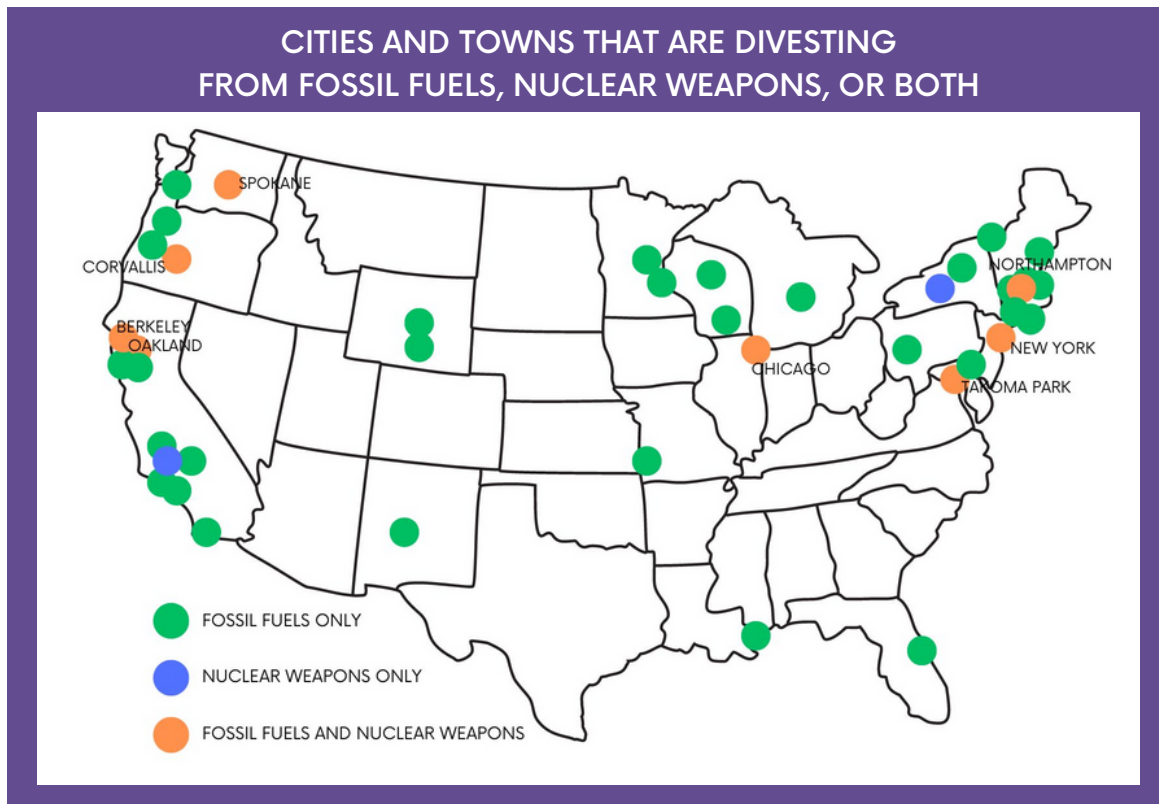 CITIES AND TOWNS THAT ARE DIVESTING
FROM FOSSIL FUELS, NUCLEAR WEAPONS, OR BOTH
SPOKANE
CORVALLIS
NORTHAMPTON
BERKELEY
OAKLAND
NEW YORK
CHICAGO
TAKOMA PARK
FOSSIL FUELS ONLY
NUCLEAR WEAPONS ONLY
FOSSIL FUELS AND NUCLEAR WEAPONS